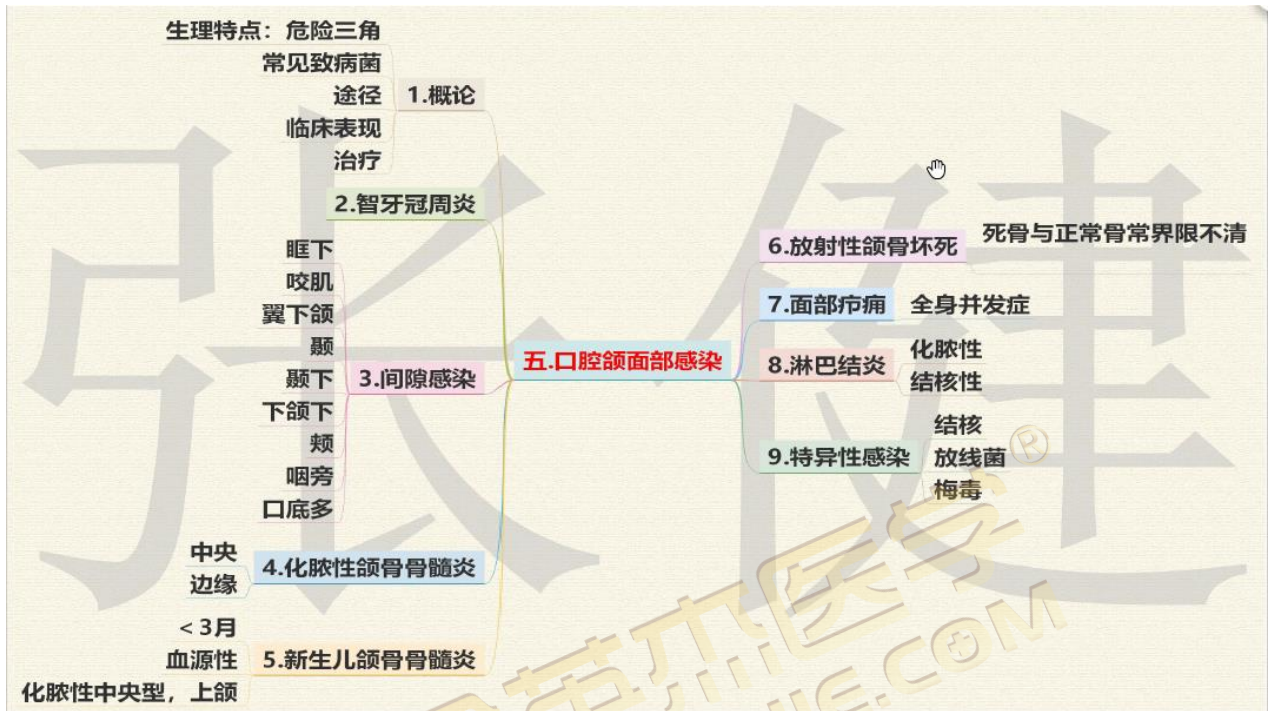 五.口腔颌面部感染
1.概论
生理特点：危险三角
常见致病菌
途径
临床表现
治疗
2.智牙冠周炎
3.间隙感染
眶下
咬肌
翼下颌
颞
颞下
下颌下
颊
咽旁
口底多
4.化脓性颌骨骨髓炎
中央
边缘
5.新生儿颌骨骨髓炎
＜3月
血源性
化脓性中央型，上颌
6.放射性颌骨坏死
死骨与正常骨常界限不清
7.面部疖痈
全身并发症
8.淋巴结炎
化脓性
结核性
9.特异性感染
结核
放线菌
梅毒
张健
医学
®
.COM